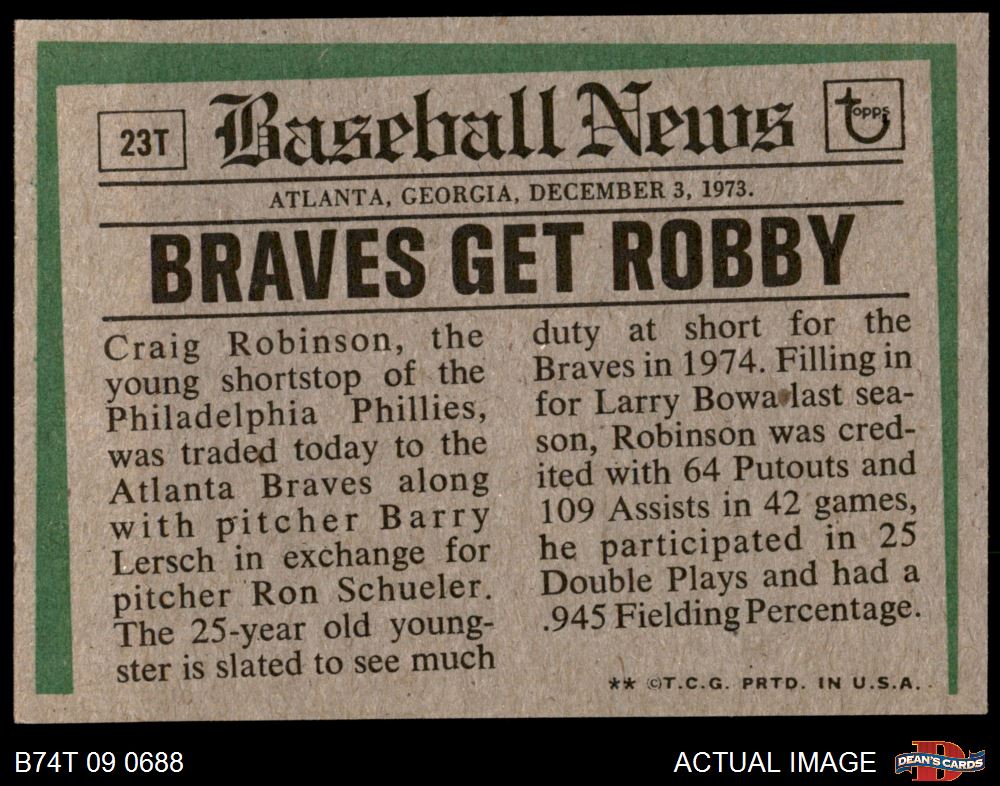 23T
Baseball News
topps
ATLANTA, GEORGIA, DECEMBER 3, 1973.
BRAVES GET ROBBY
Craig Robinson, the
young shortstop of the
Philadelphia Phillies,
was traded today to the
Atlanta Braves along
with pitcher Barry
Lersch in exchange for
pitcher Ron Schueler.
The 25-year old young-
ster is slated to see much
duty at short for the
Braves in 1974. Filling in
for Larry Bowa last sea-
son, Robinson was cred-
ited with 64 Putouts and
109 Assists in 42 games,
he participated in 25
Double Plays and had a
.945 Fielding Percentage.
** ©T.C.G. PRTD. IN U.S.A.
B74T 09 0688
ACTUAL IMAGE
DEAN'S CARDS